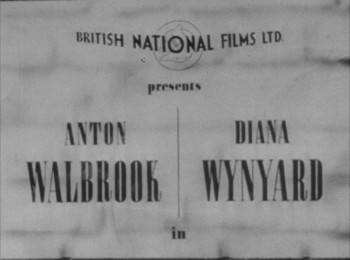 BRITISH NATIONAL FILMS LTD.
presents
ANTON
WALBROOK
DIANA
WYNYARD
in